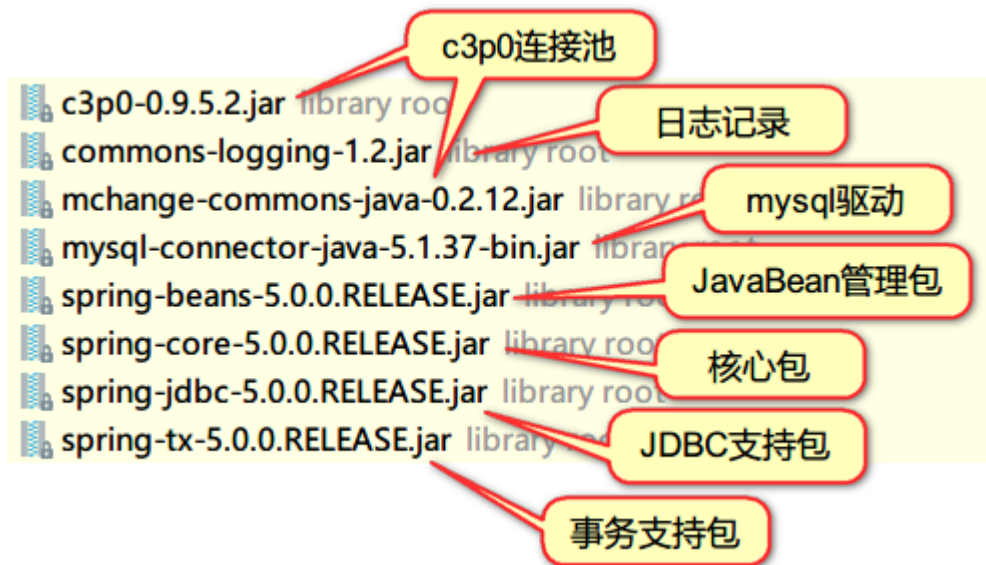 c3p0连接池
c3p0-0.9.5.2.jar library roo
日志记录
commons-logging-1.2.jar library root
mchange-commons-java-0.2.12.jar library
mysql驱动
mysql-connector-java-5.1.37-bin.jar library root
JavaBean管理包
spring-beans-5.0.0.RELEASE.jar library
spring-core-5.0.0.RELEASE.jar library roo
核心包
spring-jdbc-5.0.0.RELEASE.jar library root
spring-tx-5.0.0.RELEASE.jar library
JDBC支持包
事务支持包